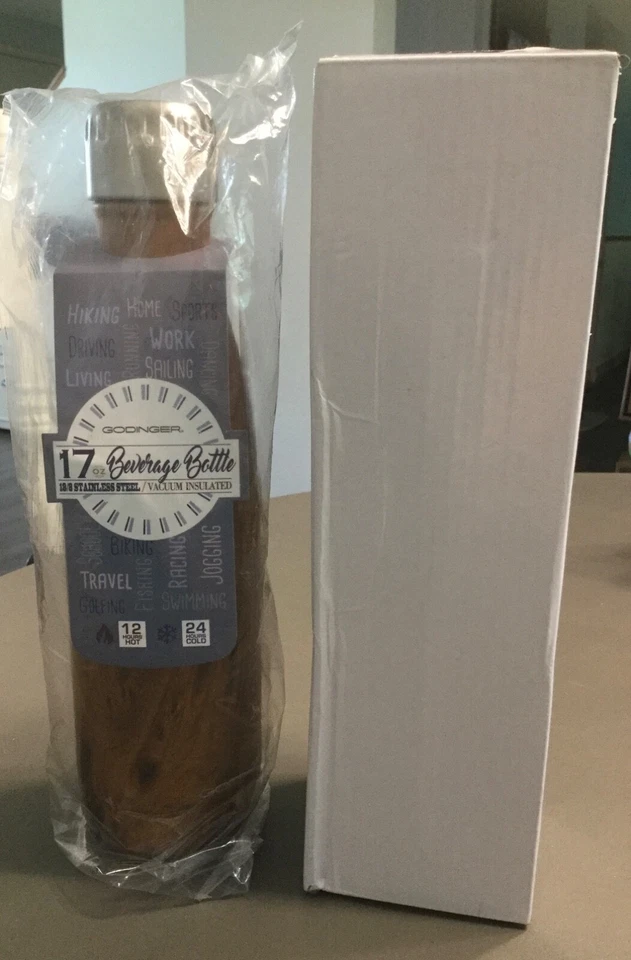 HIKING HOME SPORTS
DRIVING RUNNING WORK
SAILING
LIVING
GODINGER®
17 oz Beverage Bottle
18/8 STAINLESS STEEL / VACUUM INSULATED
BIKING
FISHING
RACING
JOGGING
TRAVEL
GOLFING SWIMMING
12 HOURS HOT
24 HOURS COLD